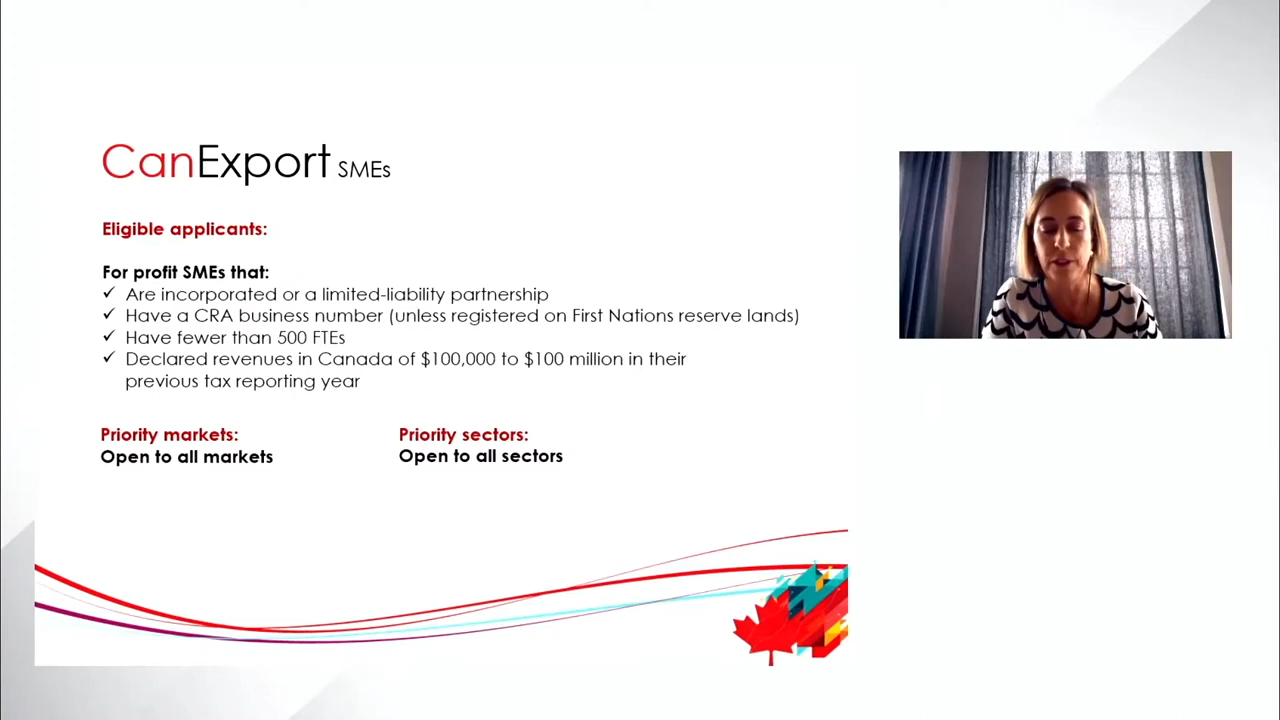 CanExport SMEs
Eligible applicants:
For profit SMEs that:
✓ Are incorporated or a limited-liability partnership
✓ Have a CRA business number (unless registered on First Nations reserve lands)
✓ Have fewer than 500 FTEs
✓ Declared revenues in Canada of $100,000 to $100 million in their
previous tax reporting year
Priority markets:
Open to all markets
Priority sectors:
Open to all sectors